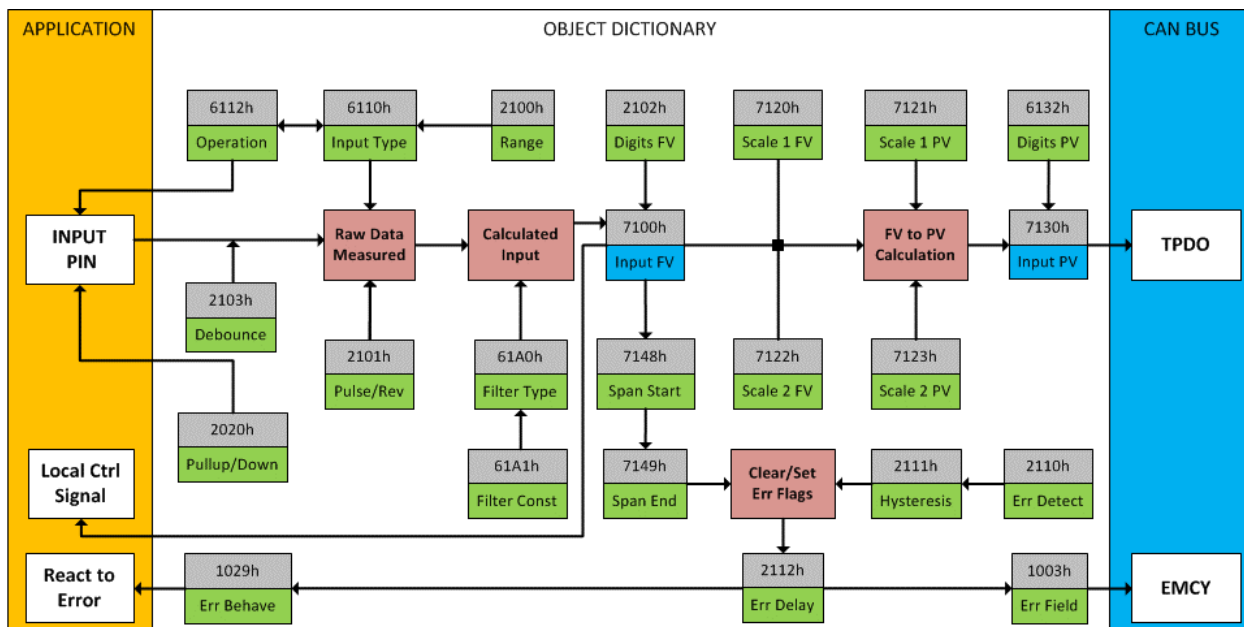 APPLICATION
OBJECT DICTIONARY
CAN BUS
6112h
Operation
6110h
Input Type
2100h
Range
2102h
Digits FV
7120h
Scale 1 FV
7121h
Scale 1 PV
6132h
Digits PV
INPUT
PIN
Raw Data
Measured
Calculated
Input
7100h
Input FV
FV to PV
Calculation
7130h
Input PV
TPDO
2103h
Debounce
2101h
Pulse/Rev
61A0h
Filter Type
7148h
Span Start
7122h
Scale 2 FV
7123h
Scale 2 PV
2020h
Pullup/Down
Local Ctrl
Signal
61A1h
Filter Const
7149h
Span End
Clear/Set
Err Flags
2111h
Hysteresis
2110h
Err Detect
React to
Error
1029h
Err Behave
2112h
Err Delay
1003h
Err Field
EMCY